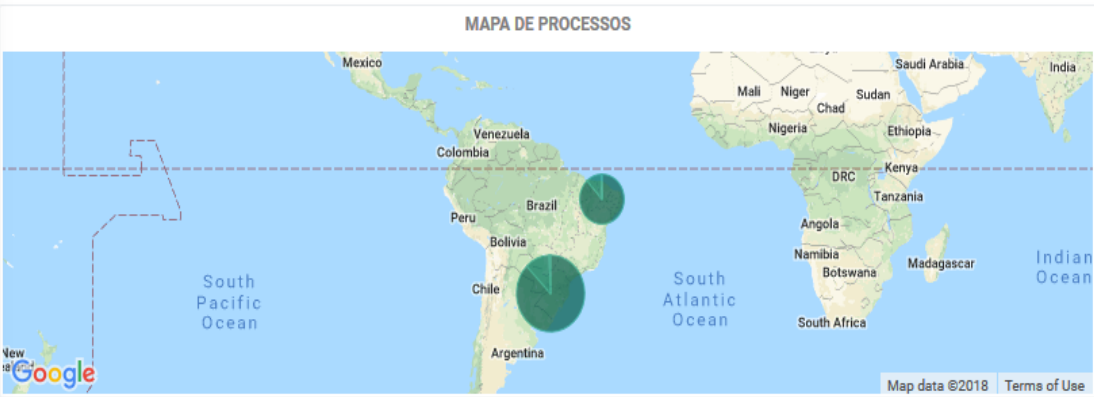 MAPA DE PROCESSOS
Mexico
Saudi Arabia
India
Mali
Niger
Sudan
Chad
Venezuela
Nigeria
Ethiopia
Colombia
Kenya
DRC
Tanzania
Brazil
Peru
Angola
Bolivia
Namibia
Botswana
Madagascar
Indian
Ocean
South
Pacific
Ocean
Chile
South
Atlantic
Ocean
South Africa
Argentina
New
Google
Map data ©2018
Terms of Use